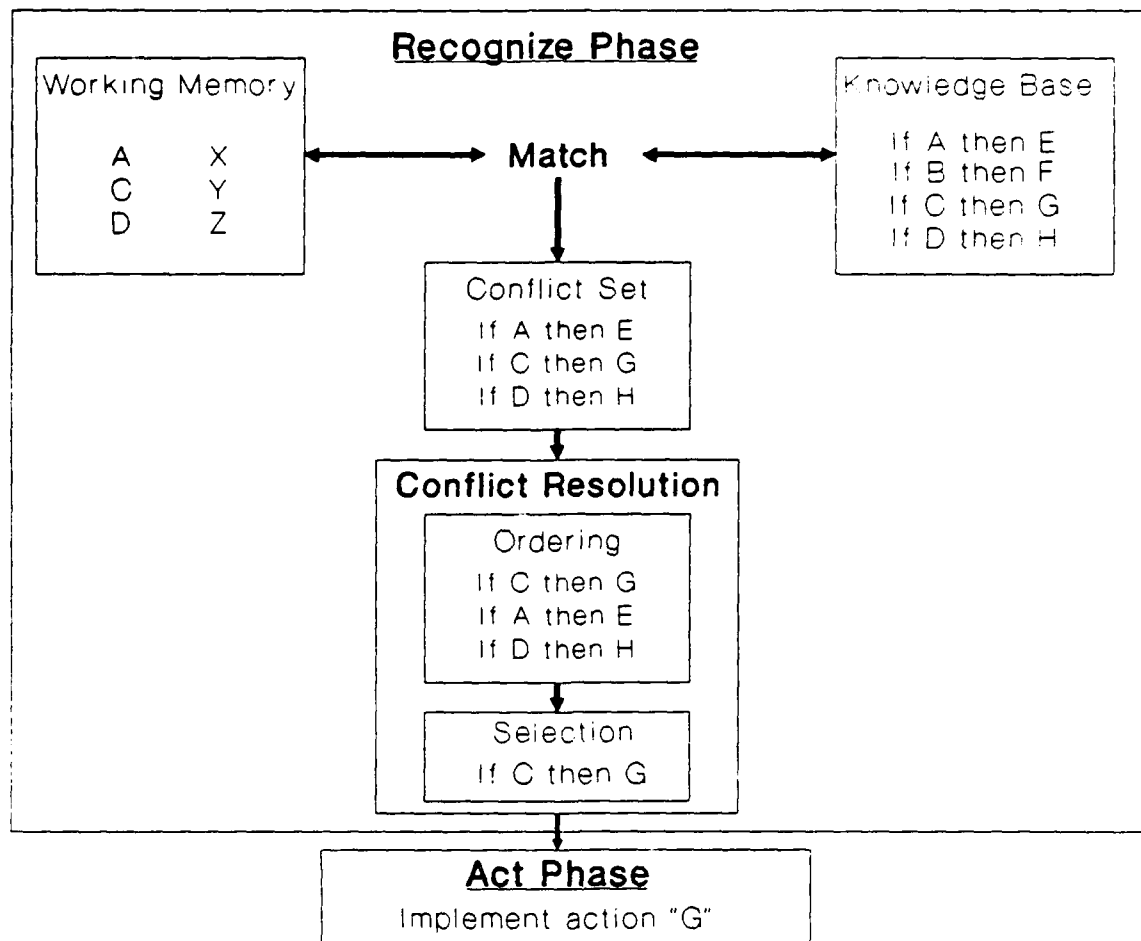 Recognize Phase
Working Memory
A X
C Y
D Z
Match
Knowledge Base
If A then E
If B then F
If C then G
If D then H
Conflict Set
If A then E
If C then G
If D then H
Conflict Resolution
Ordering
If C then G
If A then E
If D then H
Selection
If C then G
Act Phase
Implement action "G"